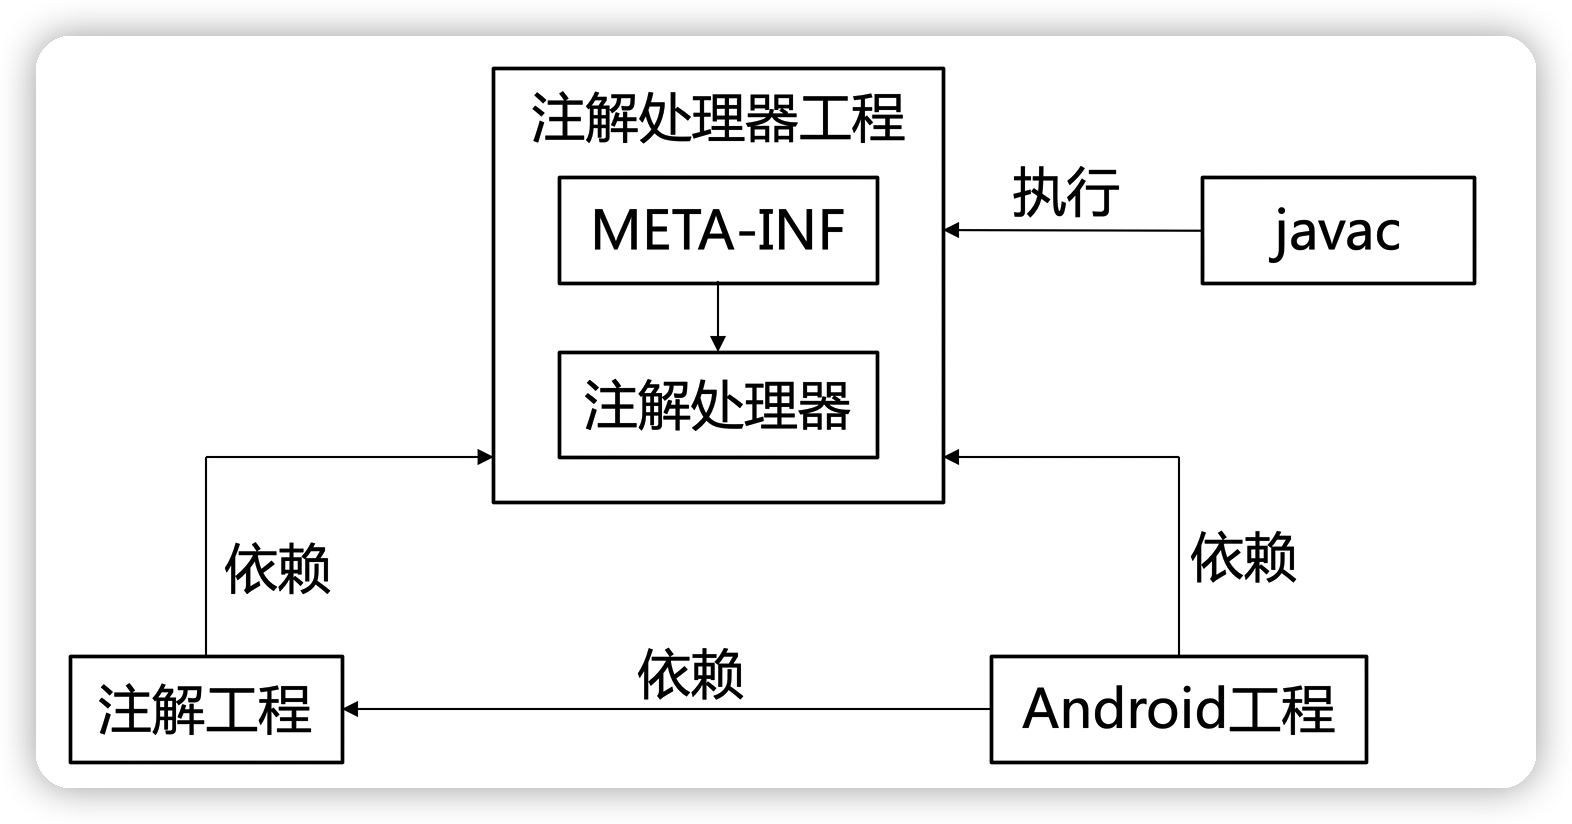 注解处理器工程
META-INF
执行
javac
注解处理器
依赖
依赖
依赖
注解工程
Android工程